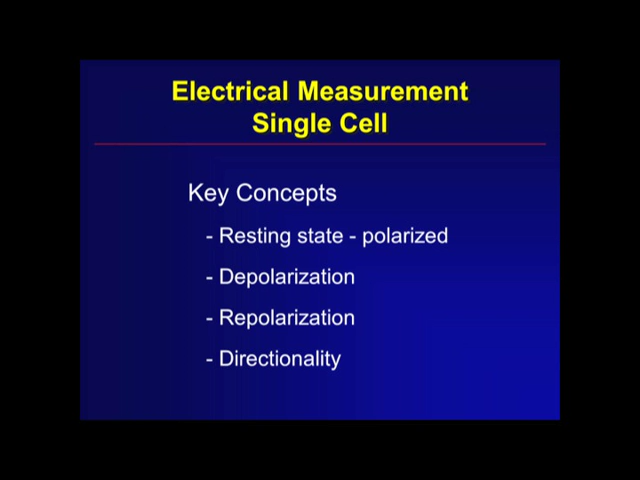 Electrical Measurement
Single Cell
Key Concepts
- Resting state - polarized
- Depolarization
- Repolarization
- Directionality